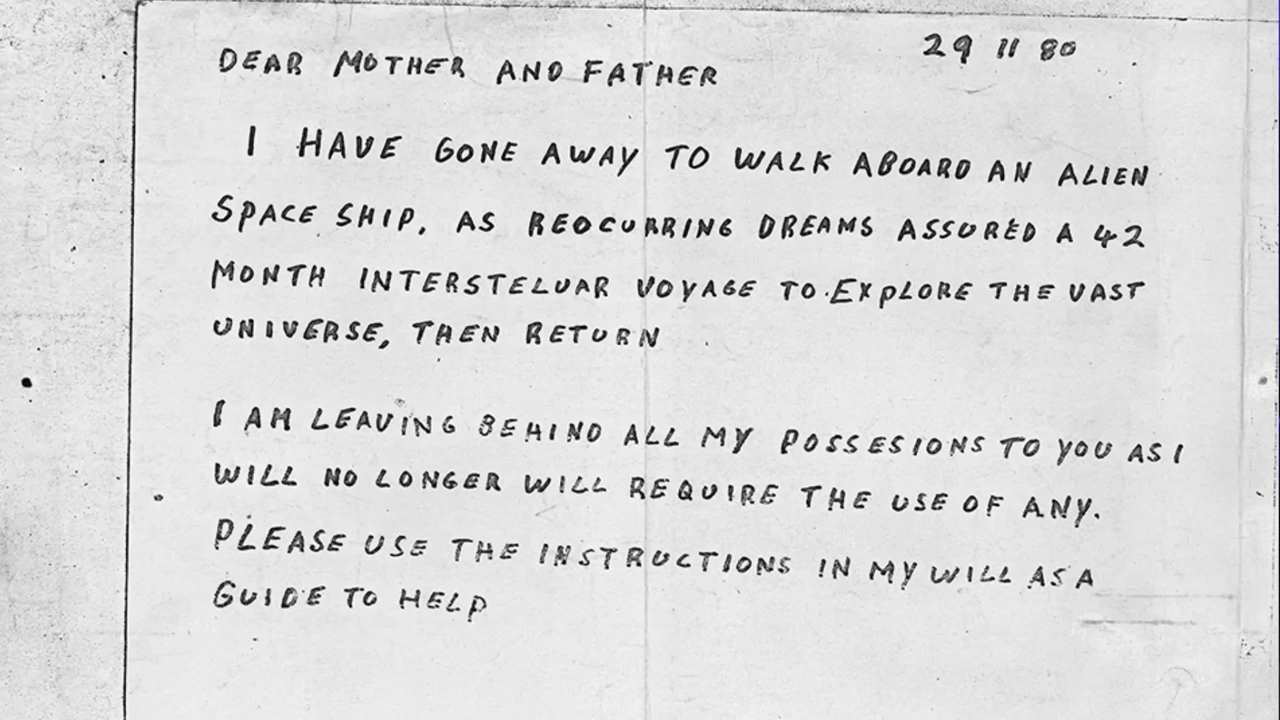 29 11 80
DEAR MOTHER AND FATHER
I HAVE GONE AWAY TO WALK ABOARD AN ALIEN
SPACE SHIP, AS REOCURRING DREAMS ASSURED A 42
MONTH INTERSTELUAR VOYAGE TO EXPLORE THE VAST
UNIVERSE, THEN RETURN
I AM LEAVING BEHIND ALL MY POSSESIONS TO YOU AS I
WILL NO LONGER WILL REQUIRE THE USE OF ANY.
PLEASE USE THE INSTRUCTIONS IN MY WILL AS A
GUIDE TO HELP